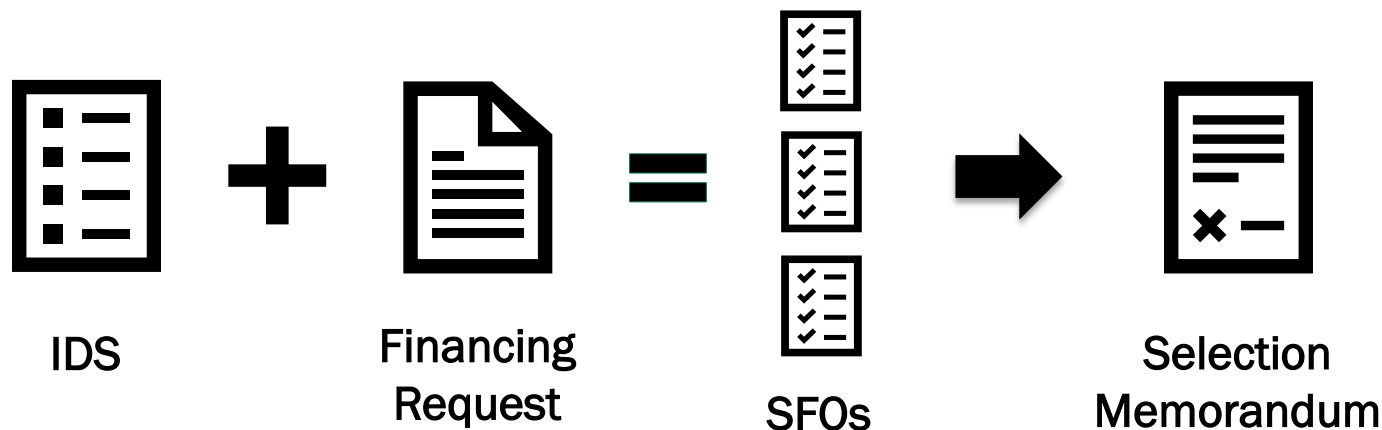 IDS
Financing
Request
SFOs
Selection
Memorandum